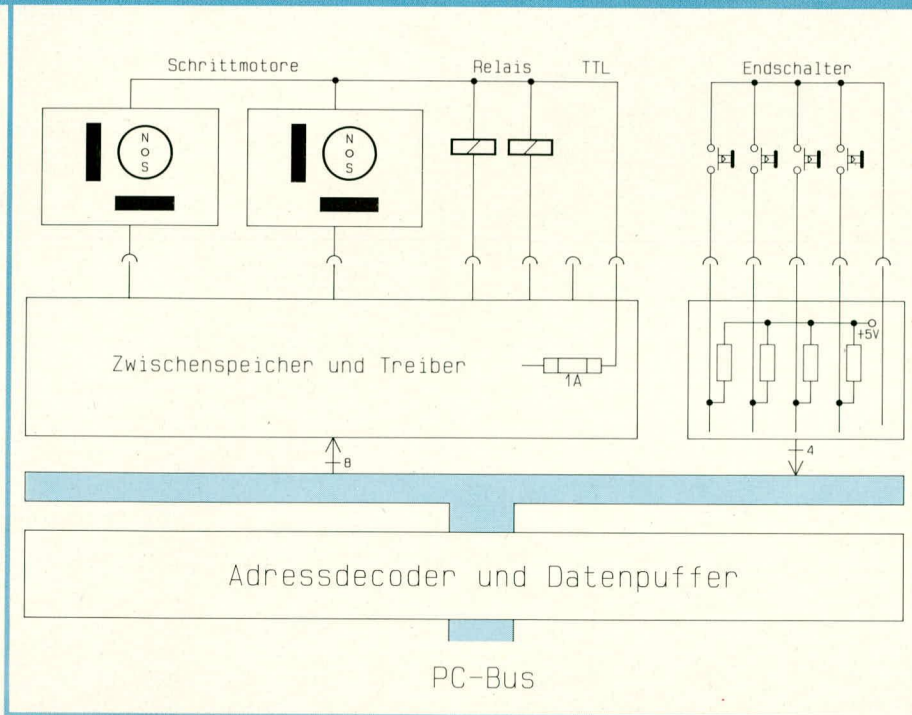 Schrittmotore Relais TTL Endschalter
N O S
N O S
+5V
Zwischenspeicher und Treiber
1A
8
4
Adressdecoder und Datenpuffer
PC-Bus